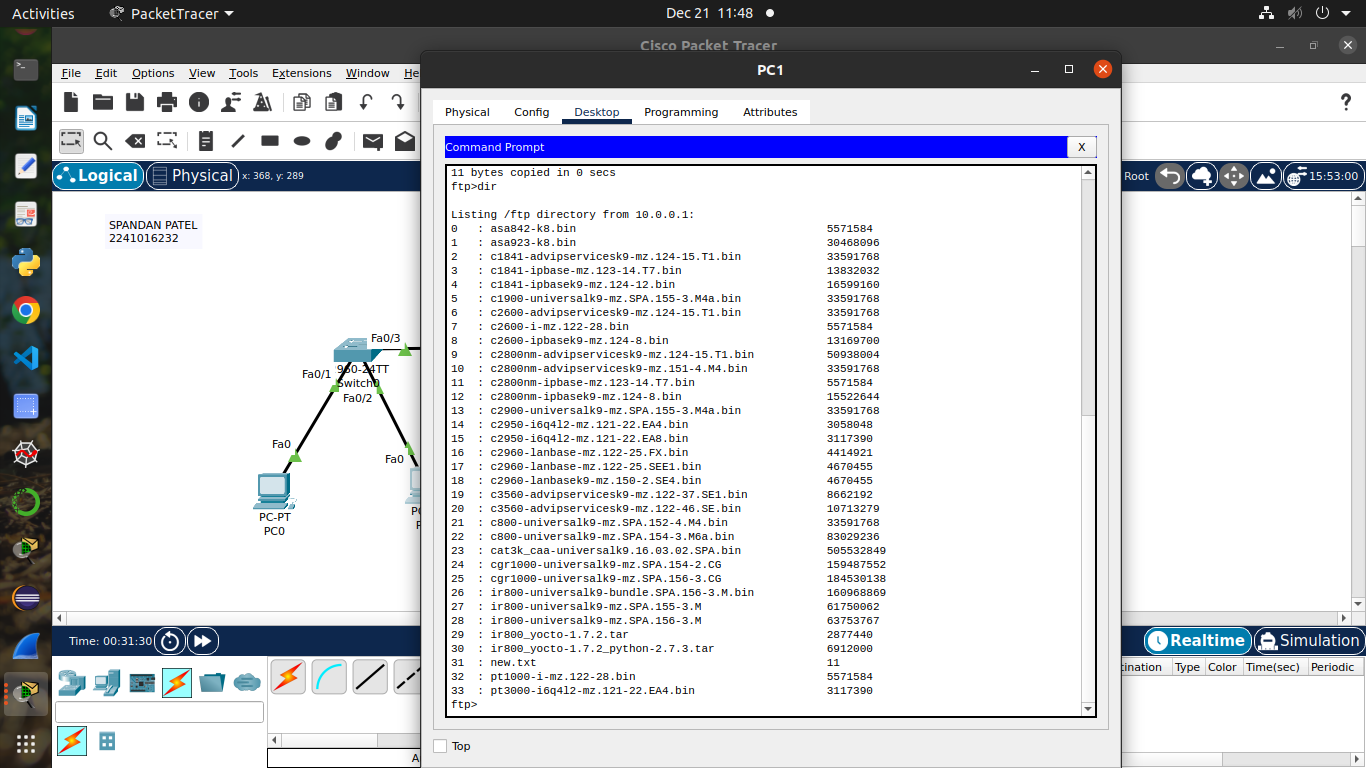 Activities PacketTracer Dec 21 11:48
Cisco Packet Tracer
PC1
File Edit Options View Tools Extensions Window He
Physical Config Desktop Programming Attributes
Command Prompt X
Logical Physical x: 368, y: 289
Root 15:53:00
SPANDAN PATEL
2241016232
Fa0/3
960-24TT
Fa0/1
Switch0
Fa0/2
Fa0
Fa0
PC-PT
PC0
11 bytes copied in 0 secs
ftp>dir
Listing /ftp directory from 10.0.0.1:
0 : asa842-k8.bin 5571584
1 : asa923-k8.bin 30468096
2 : c1841-advipservicesk9-mz.124-15.T1.bin 33591768
3 : c1841-ipbase-mz.123-14.T7.bin 13832032
4 : c1841-ipbasek9-mz.124-12.bin 16599160
5 : c1900-universalk9-mz.SPA.155-3.M4a.bin 33591768
6 : c2600-advipservicesk9-mz.124-15.T1.bin 33591768
7 : c2600-i-mz.122-28.bin 5571584
8 : c2600-ipbasek9-mz.124-8.bin 13169700
9 : c2800nm-advipservicesk9-mz.124-15.T1.bin 50938004
10 : c2800nm-advipservicesk9-mz.151-4.M4.bin 33591768
11 : c2800nm-ipbase-mz.123-14.T7.bin 5571584
12 : c2800nm-ipbasek9-mz.124-8.bin 15522644
13 : c2900-universalk9-mz.SPA.155-3.M4a.bin 33591768
14 : c2950-i6q4l2-mz.121-22.EA4.bin 3058048
15 : c2950-i6q4l2-mz.121-22.EA8.bin 3117390
16 : c2960-lanbase-mz.122-25.FX.bin 4414921
17 : c2960-lanbase-mz.122-25.SEE1.bin 4670455
18 : c2960-lanbasek9-mz.150-2.SE4.bin 4670455
19 : c3560-advipservicesk9-mz.122-37.SE1.bin 8662192
20 : c3560-advipservicesk9-mz.122-46.SE.bin 10713279
21 : c800-universalk9-mz.SPA.152-4.M4.bin 33591768
22 : c800-universalk9-mz.SPA.154-3.M6a.bin 83029236
23 : cat3k_caa-universalk9.16.03.02.SPA.bin 505532849
24 : cgr1000-universalk9-mz.SPA.154-2.CG 159487552
25 : cgr1000-universalk9-mz.SPA.156-3.CG 184530138
26 : ir800-universalk9-bundle.SPA.156-3.M.bin 160968869
27 : ir800-universalk9-mz.SPA.155-3.M 61750062
28 : ir800-universalk9-mz.SPA.156-3.M 63753767
29 : ir800_yocto-1.7.2.tar 2877440
30 : ir800_yocto-1.7.2_python-2.7.3.tar 6912000
31 : new.txt 11
32 : pt1000-i-mz.122-28.bin 5571584
33 : pt3000-i6q4l2-mz.121-22.EA4.bin 3117390
ftp>
Top
Time: 00:31:30
Realtime Simulation
cination Type Color Time(sec) Periodic